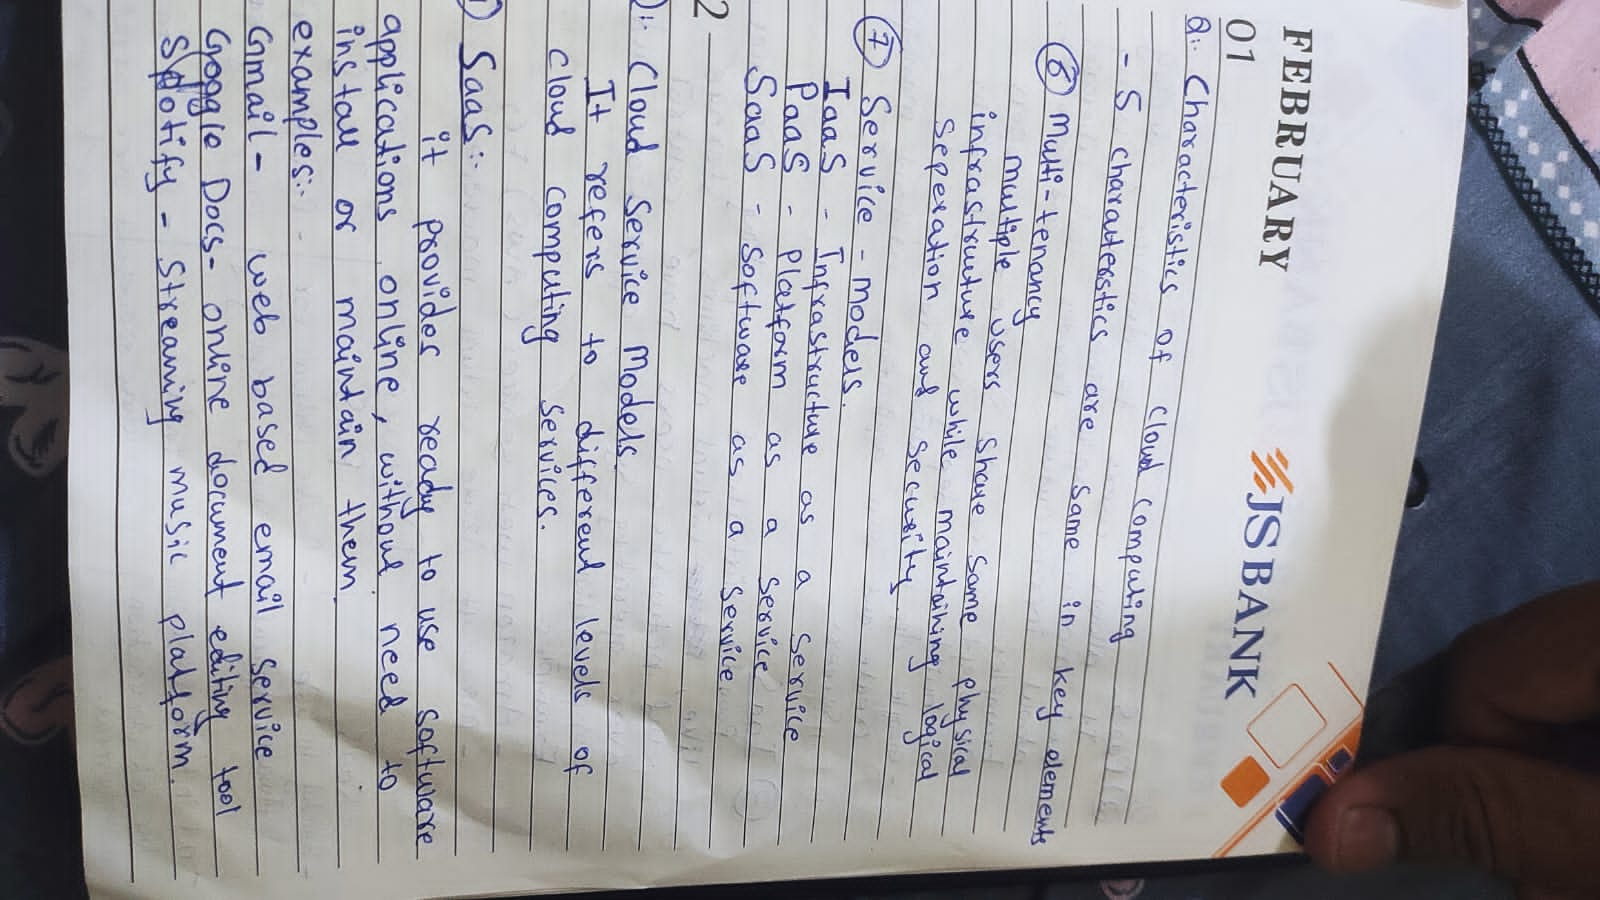 FEBRUARY
JS BANK
01
Q:- Characteristics of cloud computing
- 5 charaterstics are same in key elements
⑥ Multi-tenancy
multiple users share same physical
infrastructure while maintaining logical
Seperation and security
⑦ Service - models.
IaaS - Infrastructure as a service
PaaS - Platform as a service
SaaS - Software as a service
2
Q:- Cloud Service Models.
It refers to different levels of
cloud computing services.
① SaaS:-
it provides ready to use software
applications online, without need to
install or maintain them.
examples:-
Gmail - web based email service
Google Docs - online document editing tool
Spotify - Streaming music platform.